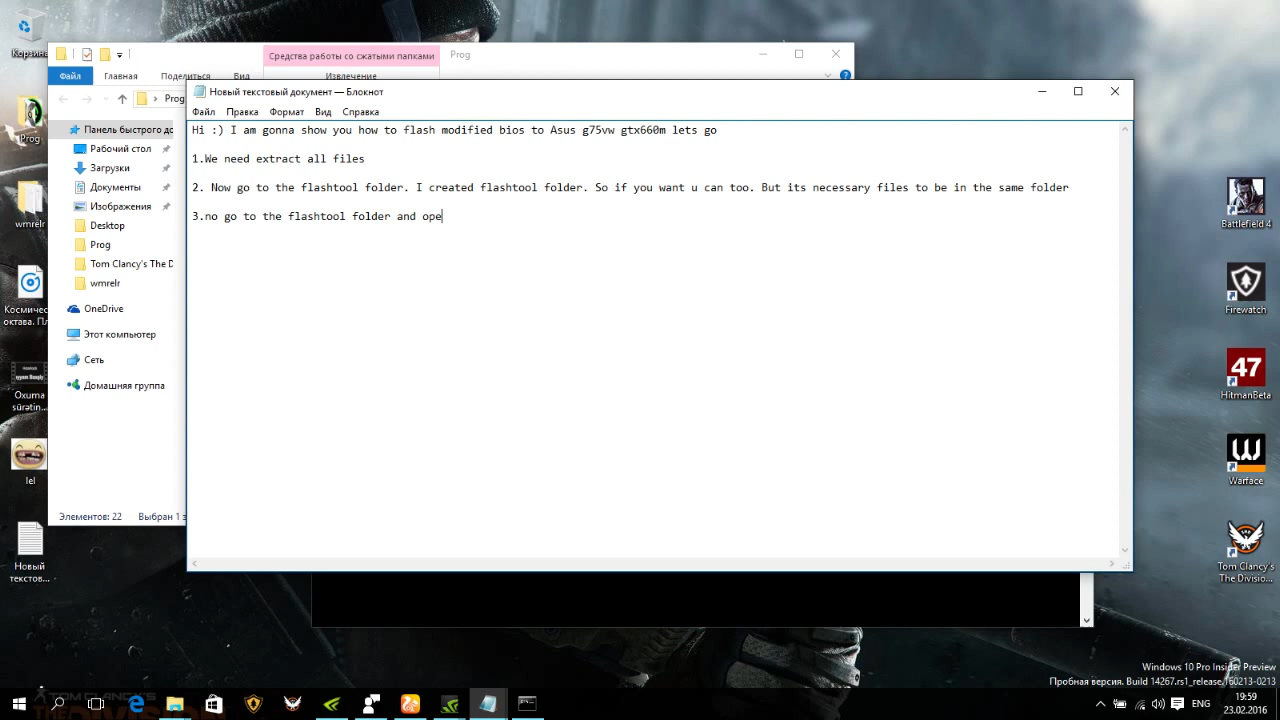 Корзина
Средства работы со сжатыми папками
Prog
Файл
Главная
Поделиться
Вид
Извлечение
Prog
Новый текстовый документ — Блокнот
Файл Правка Формат Вид Справка
Hi :) I am gonna show you how to flash modified bios to Asus g75vw gtx660m lets go
1.We need extract all files
2. Now go to the flashtool folder. I created flashtool folder. So if you want u can too. But its necessary files to be in the same folder
3.no go to the flashtool folder and ope
Панель быстрого до
Рабочий стол
Загрузки
Документы
Изображения
Desktop
Prog
Tom Clancy's The D
wmrelr
OneDrive
Этот компьютер
Сеть
Домашняя группа
Элементов: 22
Выбран 1 э
Prog
wmrelr
Космичес
октава. Пл
Oxuma
sürətin...
lel
Новый
текстов...
Battlefield 4
Firewatch
47
HitmanBeta
Warface
Tom Clancy's
The Divisio...
Windows 10 Pro Insider Preview
Пробная версия. Build 14267.rs1_release.160213-0213
TOM CLANCY'S
ENG
19:59
23.02.2016